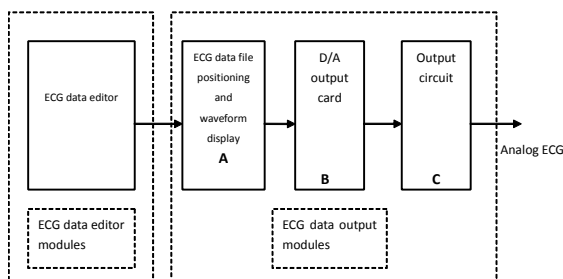 ECG data editor
ECG data file
positioning
and
waveform
display
A
D/A
output
card
B
Output
circuit
C
Analog ECG
ECG data editor
modules
ECG data output
modules